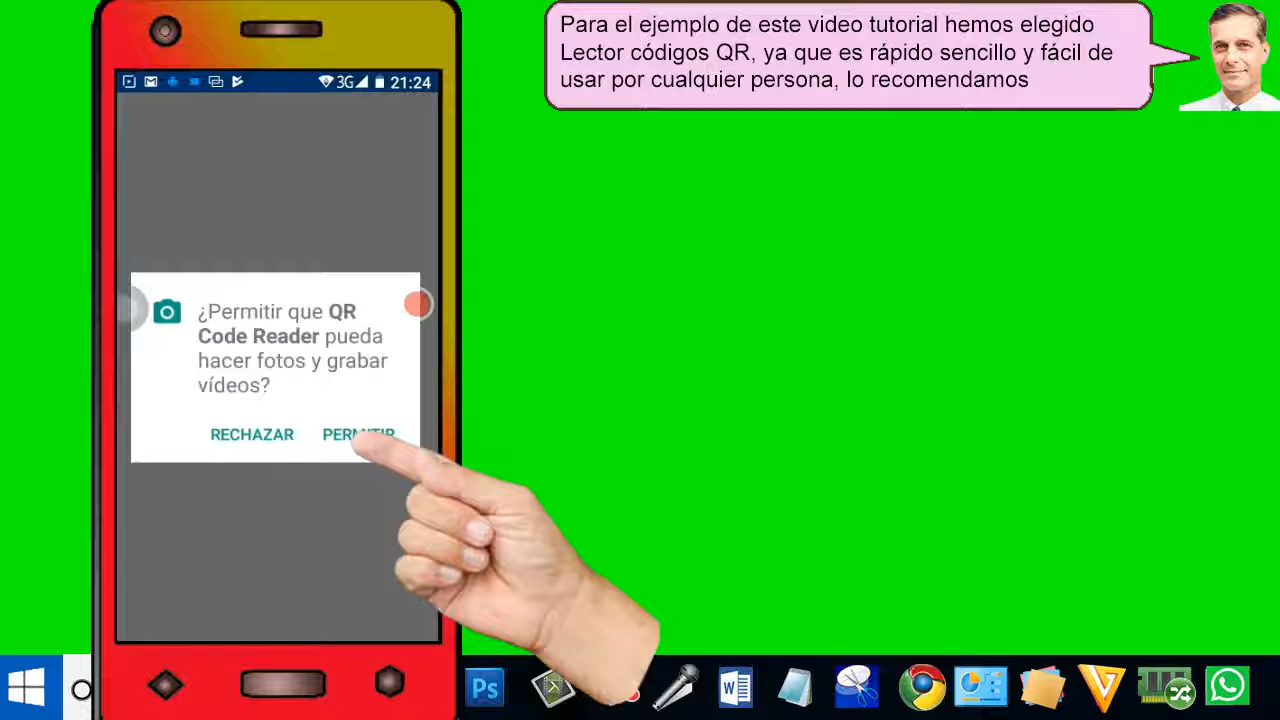 Para el ejemplo de este video tutorial hemos elegido
Lector códigos QR, ya que es rápido sencillo y fácil de
usar por cualquier persona, lo recomendamos
3G
21:24
¿Permitir que QR
Code Reader pueda
hacer fotos y grabar
vídeos?
RECHAZAR PERMITIR
Ps
W